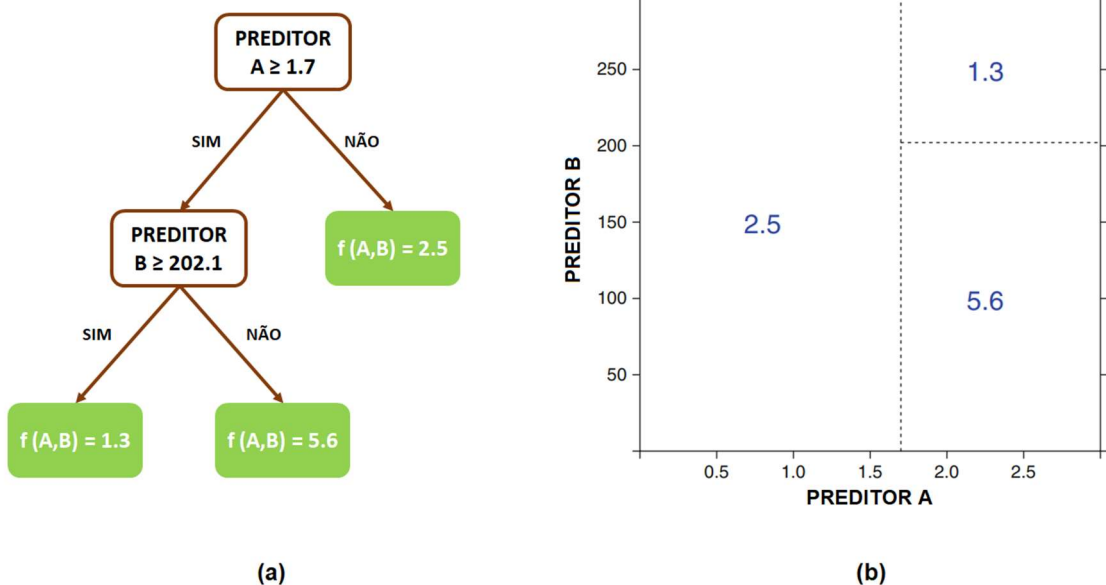 PREDITOR
A ≥ 1.7
SIM
NÃO
PREDITOR
B ≥ 202.1
f (A,B) = 2.5
SIM
NÃO
f (A,B) = 1.3
f (A,B) = 5.6
(a)
PREDITOR B
250
200
150
100
50
1.3
2.5
5.6
0.5 1.0 1.5 2.0 2.5
PREDITOR A
(b)